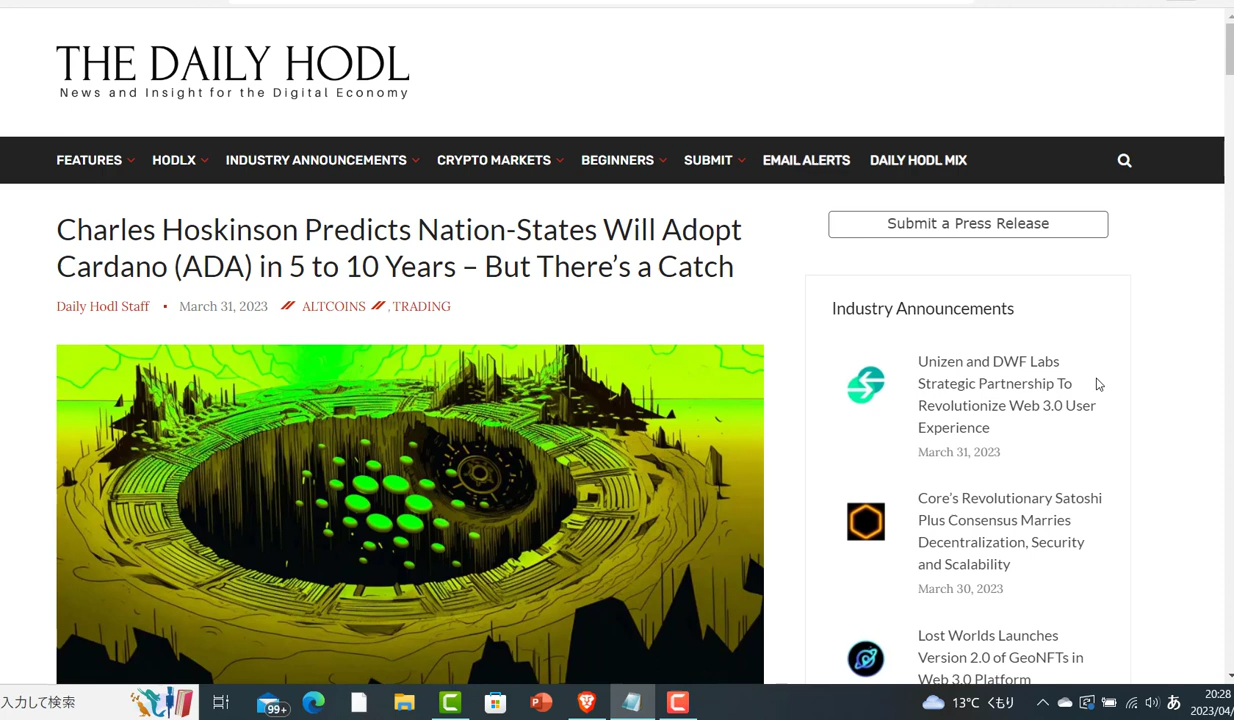 THE DAILY HODL
News and Insight for the Digital Economy
FEATURES HODLX INDUSTRY ANNOUNCEMENTS CRYPTO MARKETS BEGINNERS SUBMIT EMAIL ALERTS DAILY HODL MIX
Charles Hoskinson Predicts Nation-States Will Adopt
Cardano (ADA) in 5 to 10 Years – But There's a Catch
Daily Hodl Staff • March 31, 2023 ALTCOINS , TRADING
Submit a Press Release
Industry Announcements
Unizen and DWF Labs
Strategic Partnership To
Revolutionize Web 3.0 User
Experience
March 31, 2023
Core's Revolutionary Satoshi
Plus Consensus Marries
Decentralization, Security
and Scalability
March 30, 2023
Lost Worlds Launches
Version 2.0 of GeoNFTs in
Web 3.0 Platform
入力して検索
99+
13°C くもり
あ
20:28
2023/04/